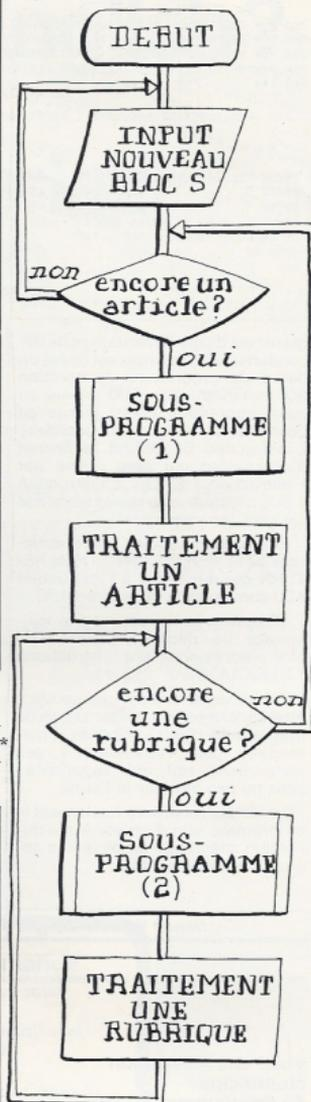 DEBUT
INPUT
NOUVEAU
BLOC S
non
encore un
article?
oui
SOUS-
PROGRAMME
(1)
TRAITEMENT
UN
ARTICLE
encore
une
rubrique?
non
*
oui
SOUS-
PROGRAMME
(2)
TRAITEMENT
UNE
RUBRIQUE